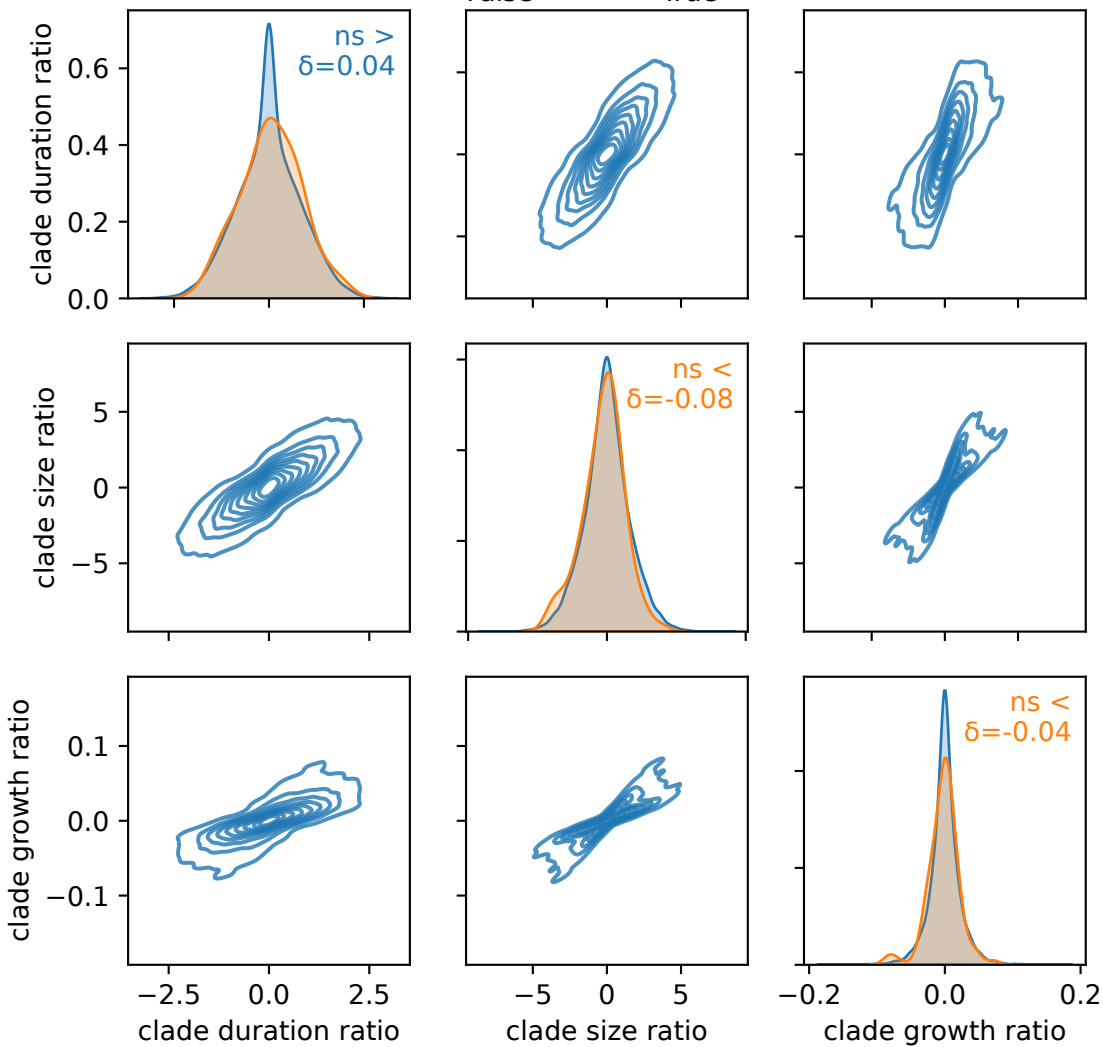 clade duration ratio
0.6
0.4
0.2
0.0
ns >
δ=0.04
clade size ratio
5
0
−5
ns <
δ=-0.08
clade growth ratio
0.1
0.0
−0.1
ns <
δ=-0.04
−2.5 0.0 2.5
−5 0 5
−0.2 0.0 0.2
clade duration ratio
clade size ratio
clade growth ratio